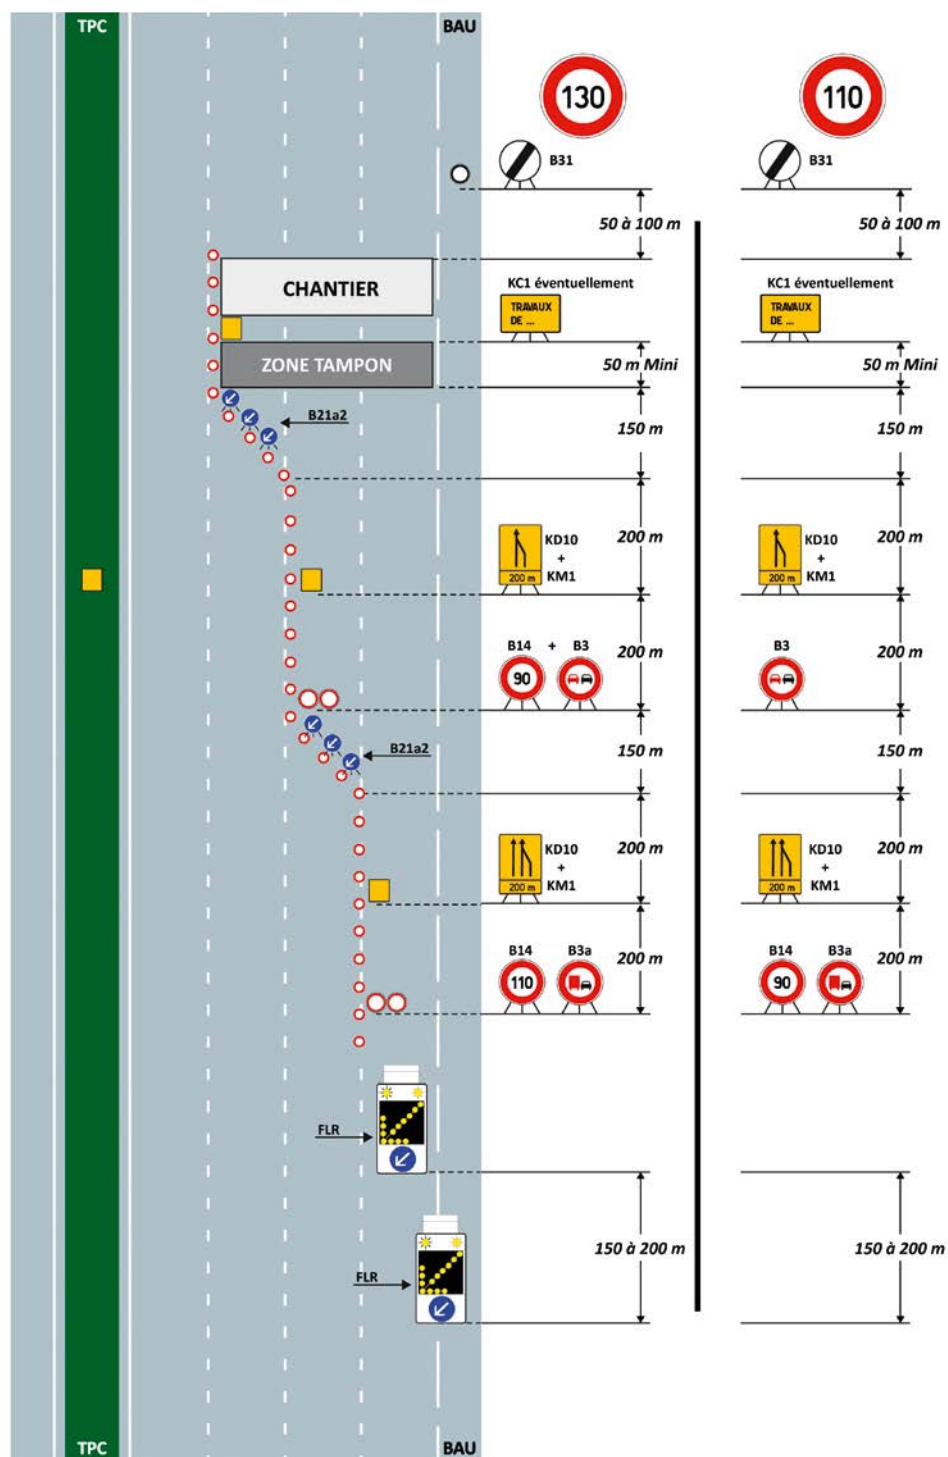 TPC
BAU
130
110
B31
B31
50 à 100 m
50 à 100 m
CHANTIER
KC1 éventuellement
KC1 éventuellement
TRAVAUX
DE ...
TRAVAUX
DE ...
ZONE TAMPON
50 m Mini
50 m Mini
B21a2
150 m
150 m
KD10
+
KM1
200 m
200 m
KD10
+
KM1
200 m
200 m
B14 + B3
90
200 m
B3
200 m
B21a2
150 m
150 m
KD10
+
KM1
200 m
200 m
KD10
+
KM1
200 m
200 m
B14
B3a
110
200 m
B14
B3a
90
200 m
FLR
150 à 200 m
150 à 200 m
FLR
TPC
BAU